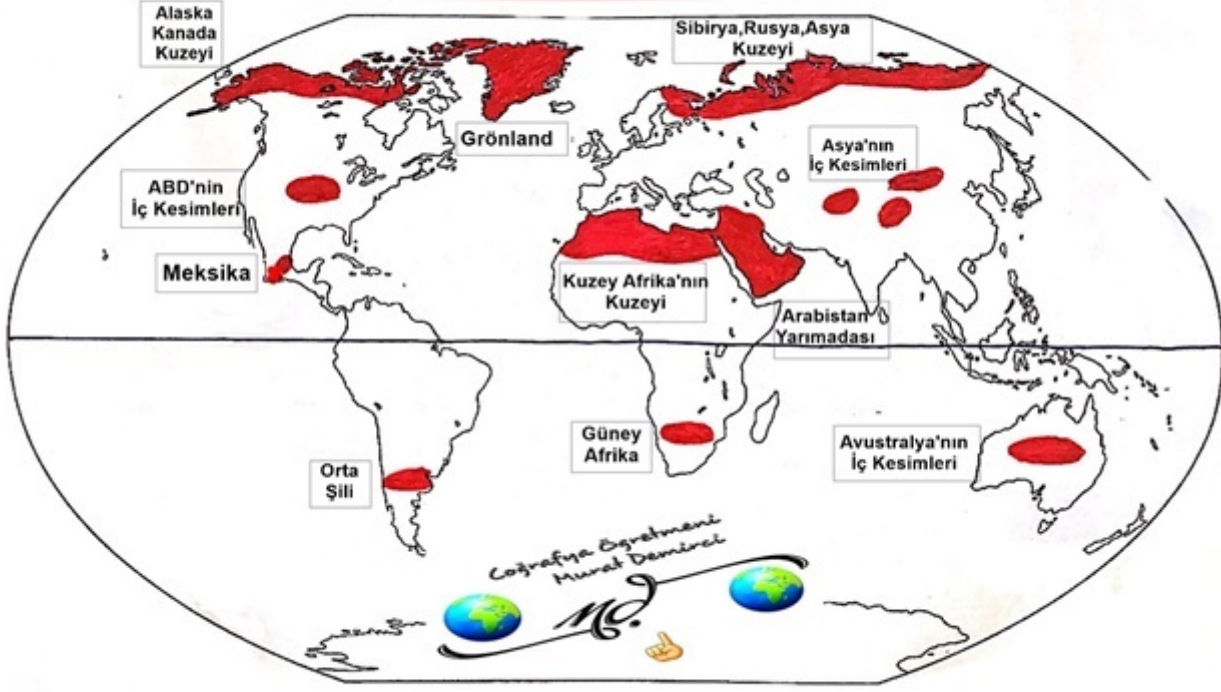 Alaska
Kanada
Kuzeyi
Sibirya,Rusya,Asya
Kuzeyi
Grönland
Asya'nın
İç Kesimleri
ABD'nin
İç Kesimleri
Meksika
Kuzey Afrika'nın
Kuzeyi
Arabistan
Yarımadası
Güney
Afrika
Avustralya'nın
İç Kesimleri
Orta
Şili
Coğrafya Öğretmeni
Murat Demirci
MD.